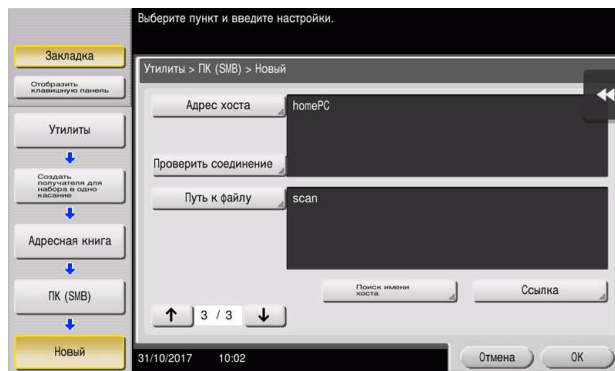 Выберите пункт и введите настройки.
Закладка
Отобразить
клавишную панель
Утилиты
Создать
получателя для
набора в одно
касание
Адресная книга
ПК (SMB)
Новый
Утилиты > ПК (SMB) > Новый
Адрес хоста
homePC
Проверить соединение
Путь к файлу
scan
Поиск имени
хоста
Ссылка
3 / 3
31/10/2017 10:02
Отмена
OK